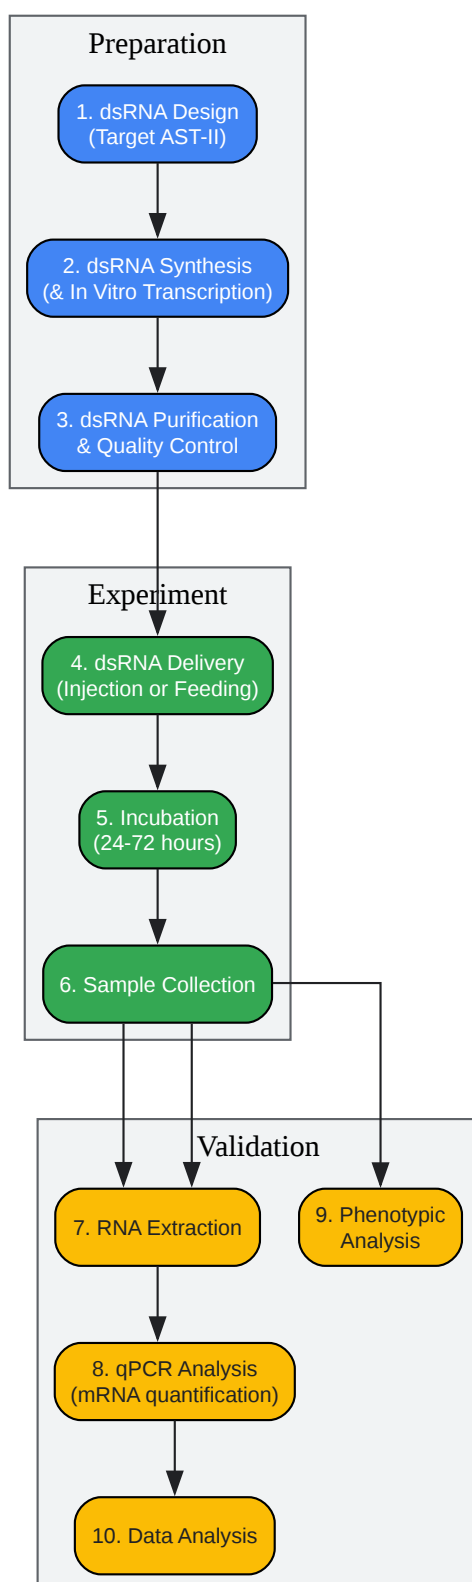 Preparation
1. dsRNA Design
(Target AST-II)
2. dsRNA Synthesis
(& In Vitro Transcription)
3. dsRNA Purification
& Quality Control
Experiment
4. dsRNA Delivery
(Injection or Feeding)
5. Incubation
(24-72 hours)
6. Sample Collection
Validation
7. RNA Extraction
9. Phenotypic
Analysis
8. qPCR Analysis
(mRNA quantification)
10. Data Analysis